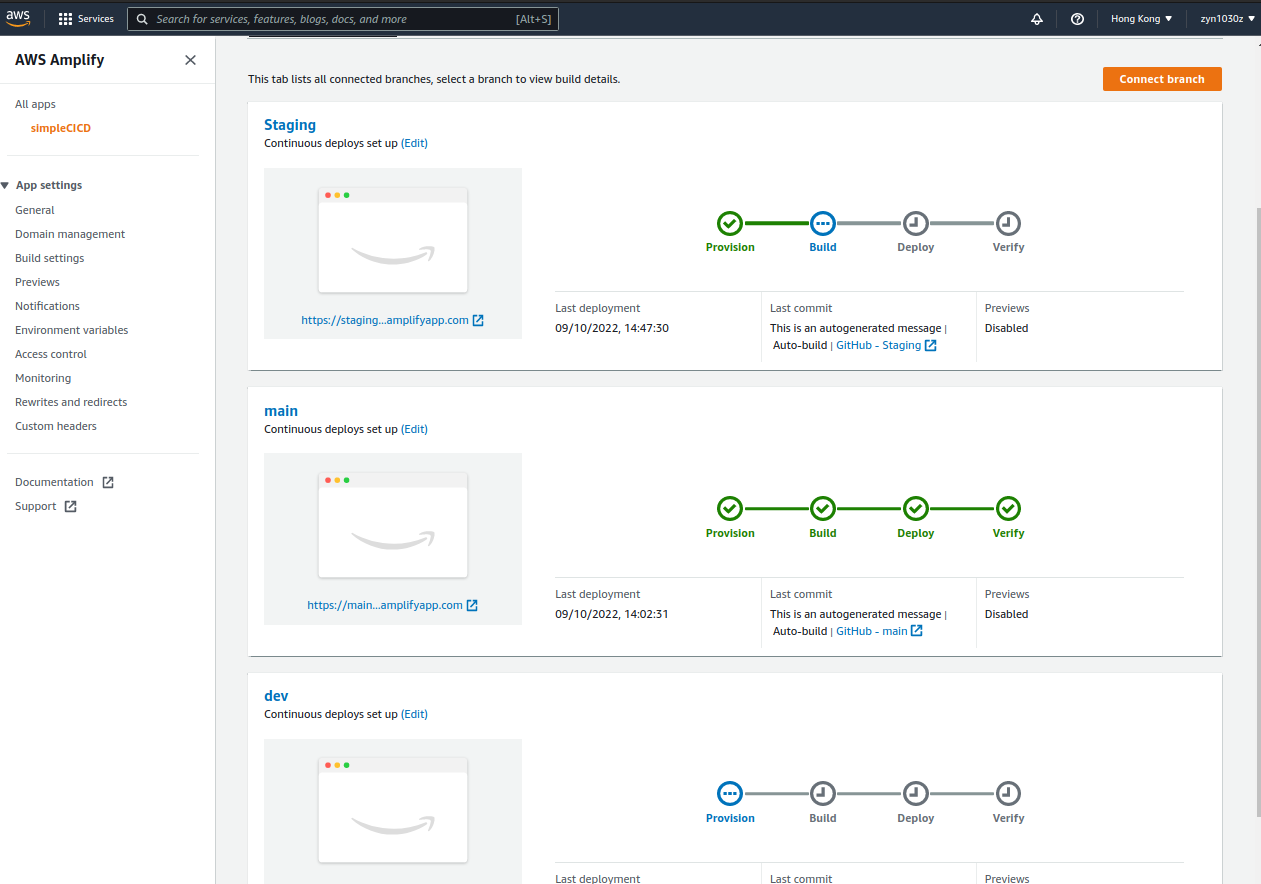 aws
Services
Search for services, features, blogs, docs, and more
[Alt+S]
Hong Kong ▼
zyn1030z ▼
AWS Amplify
All apps
simpleCICD
App settings
General
Domain management
Build settings
Previews
Notifications
Environment variables
Access control
Monitoring
Rewrites and redirects
Custom headers
Documentation
Support
This tab lists all connected branches, select a branch to view build details.
Connect branch
Staging
Continuous deploys set up (Edit)
https://staging...amplifyapp.com
Provision
Build
Deploy
Verify
Last deployment
09/10/2022, 14:47:30
Last commit
This is an autogenerated message |
Auto-build | GitHub - Staging
Previews
Disabled
main
Continuous deploys set up (Edit)
https://main...amplifyapp.com
Provision
Build
Deploy
Verify
Last deployment
09/10/2022, 14:02:31
Last commit
This is an autogenerated message |
Auto-build | GitHub - main
Previews
Disabled
dev
Continuous deploys set up (Edit)
Provision
Build
Deploy
Verify
Last deployment
Last commit
Previews